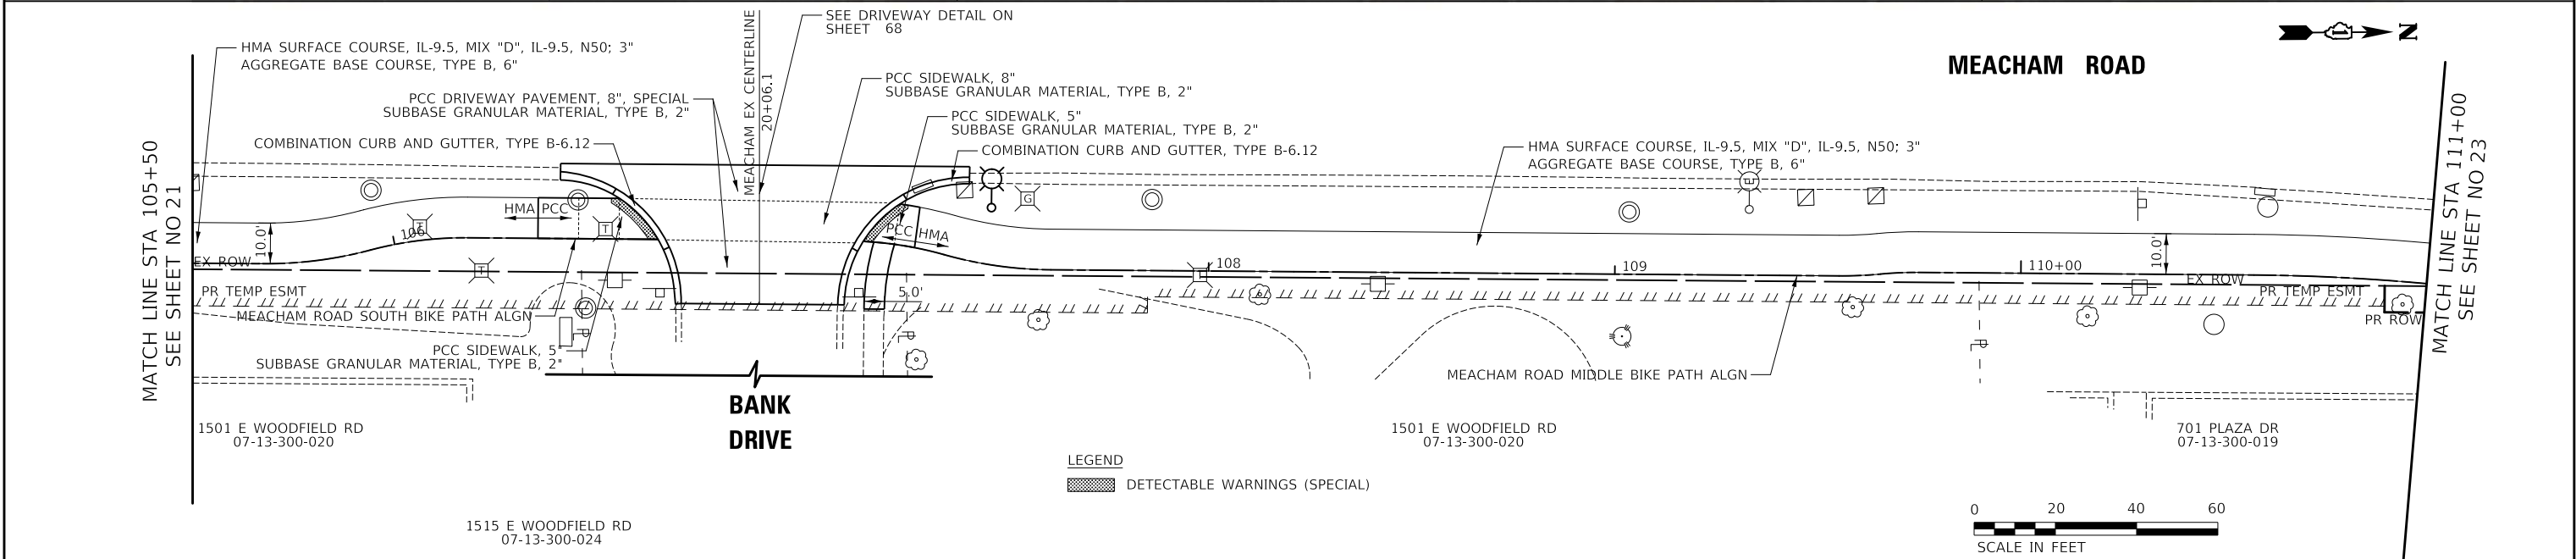 SEE DRIVEWAY DETAIL ON
SHEET 68
N
HMA SURFACE COURSE, IL-9.5, MIX "D", IL-9.5, N50; 3"
AGGREGATE BASE COURSE, TYPE B, 6"
MEACHAM ROAD
PCC DRIVEWAY PAVEMENT, 8", SPECIAL
SUBBASE GRANULAR MATERIAL, TYPE B, 2"
MEACHAM EX CENTERLINE
20+06.1
PCC SIDEWALK, 8"
SUBBASE GRANULAR MATERIAL, TYPE B, 2"
PCC SIDEWALK, 5"
SUBBASE GRANULAR MATERIAL, TYPE B, 2"
COMBINATION CURB AND GUTTER, TYPE B-6.12
COMBINATION CURB AND GUTTER, TYPE B-6.12
HMA SURFACE COURSE, IL-9.5, MIX "D", IL-9.5, N50; 3"
AGGREGATE BASE COURSE, TYPE B, 6"
MATCH LINE STA 105+50
SEE SHEET NO 21
MATCH LINE STA 111+00
SEE SHEET NO 23
HMA PCC
G
T
T
T
T
10.0'
106
PCC HMA
10.0'
EX ROW
108
109
110+00
EX ROW
PR TEMP ESMT
5.0'
PR TEMP ESMT
MEACHAM ROAD SOUTH BIKE PATH ALGN
PR ROW
PCC SIDEWALK, 5"
SUBBASE GRANULAR MATERIAL, TYPE B, 2"
MEACHAM ROAD MIDDLE BIKE PATH ALGN
BANK
DRIVE
1501 E WOODFIELD RD
07-13-300-020
1501 E WOODFIELD RD
07-13-300-020
701 PLAZA DR
07-13-300-019
LEGEND
DETECTABLE WARNINGS (SPECIAL)
1515 E WOODFIELD RD
07-13-300-024
0 20 40 60
SCALE IN FEET